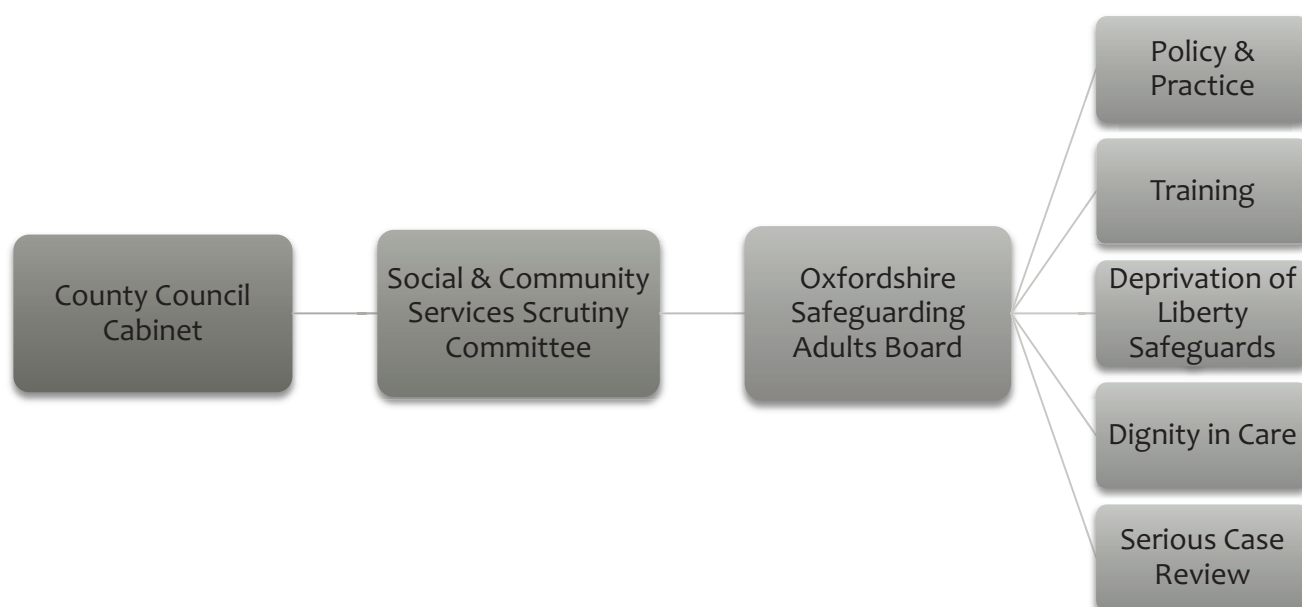 County Council
Cabinet
Social & Community
Services Scrutiny
Committee
Oxfordshire
Safeguarding
Adults Board
Policy &
Practice
Training
Deprivation of
Liberty
Safeguards
Dignity in Care
Serious Case
Review